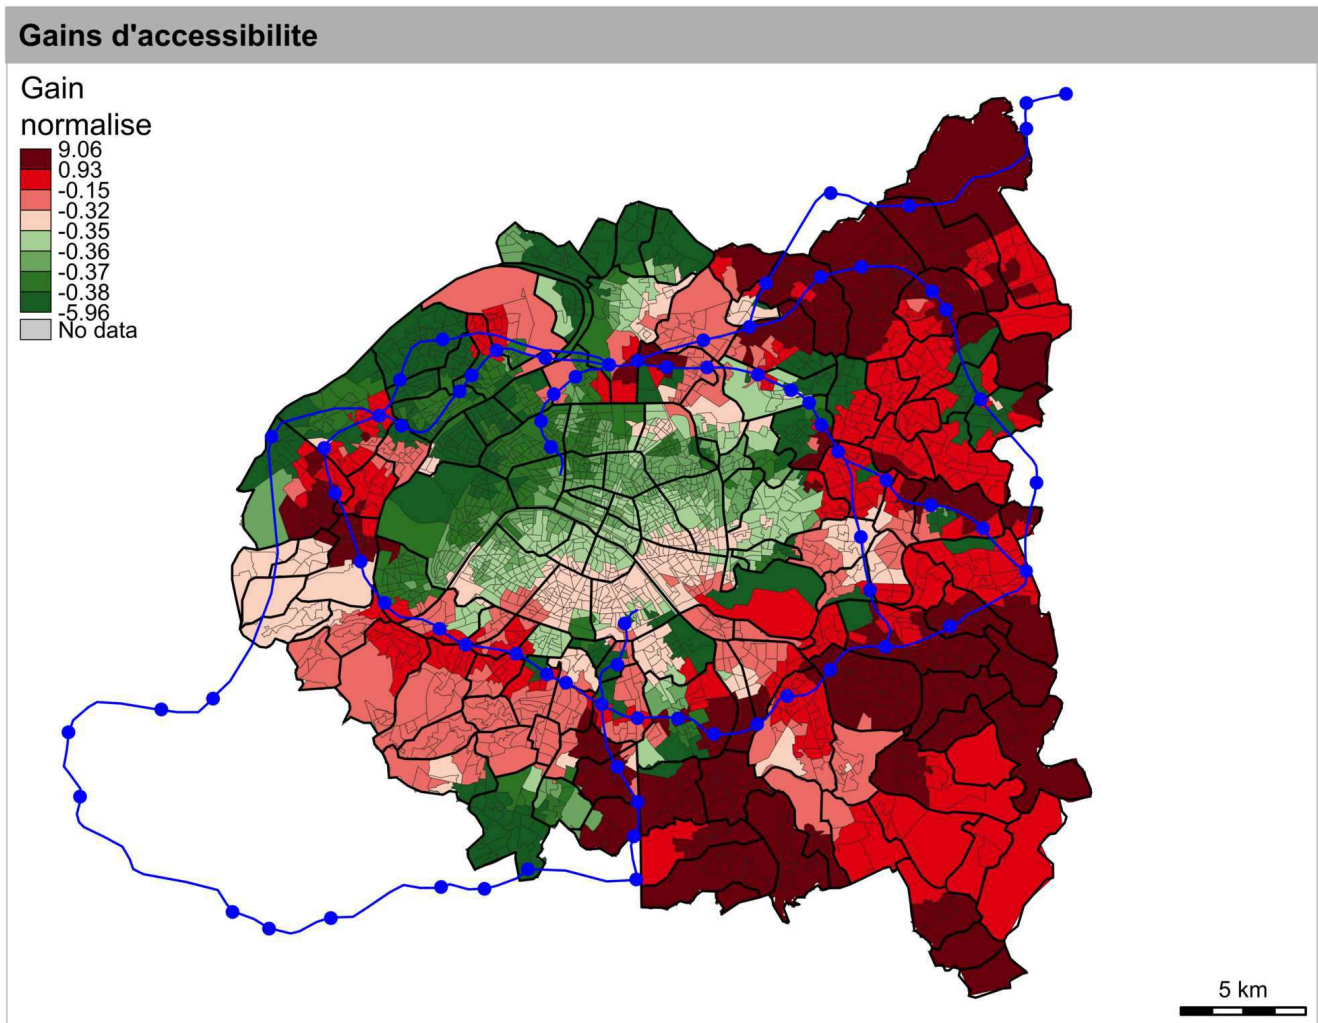 Gains d'accessibilite
Gain
normalise
9.06
0.93
-0.15
-0.32
-0.35
-0.36
-0.37
-0.38
-5.96
No data
5 km